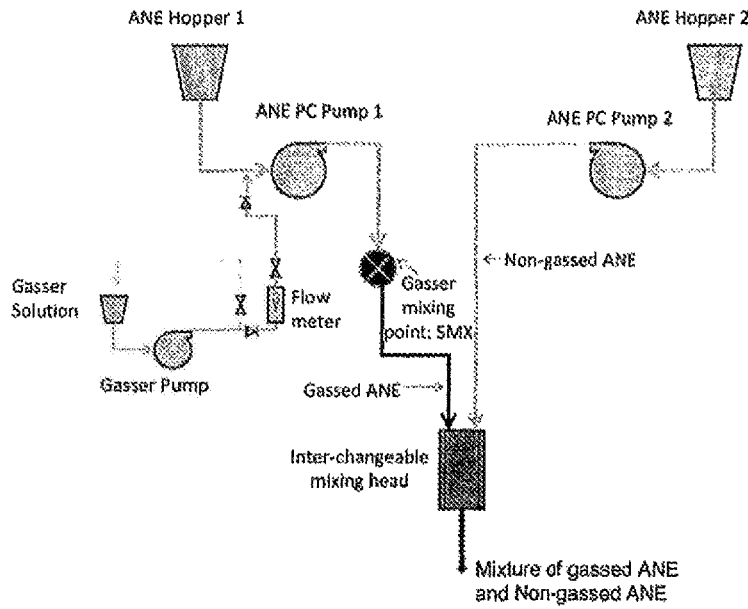 ANE Hopper 1
ANE Hopper 2
ANE PC Pump 1
ANE PC Pump 2
Non-gassed ANE
Gasser
Solution
Flow
meter
Gasser
mixing
point: SMX
Gasser Pump
Gassed ANE
Inter-changeable
mixing head
Mixture of gassed ANE
and Non-gassed ANE